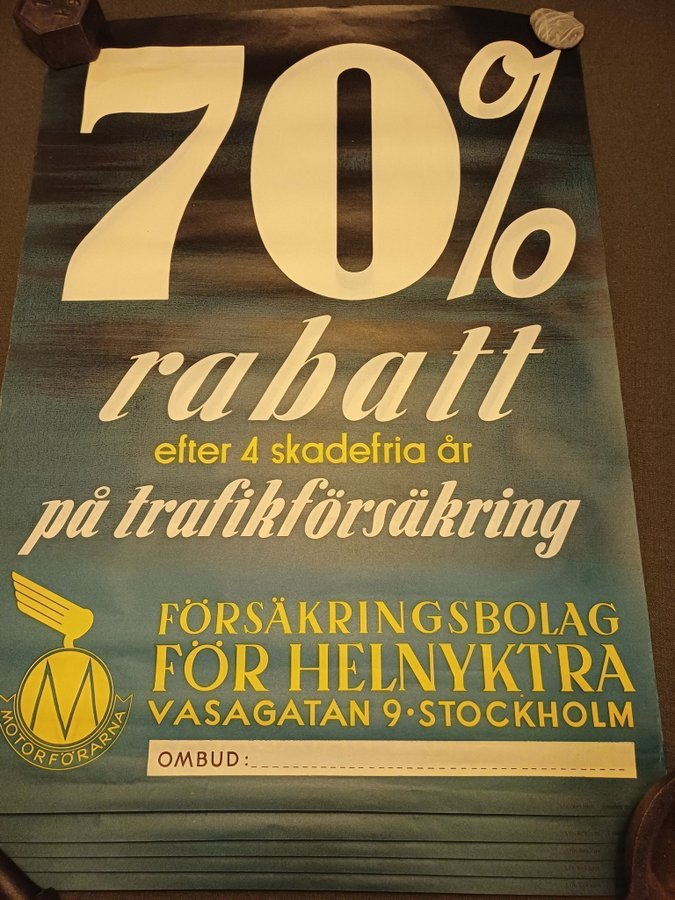 70%
rabatt
efter 4 skadefria år
på trafikförsäkring
FÖRSÄKRINGSBOLAG
FÖR HELNYKTRA
VASAGATAN 9·STOCKHOLM
M
MOTORFÖRARNA
OMBUD: